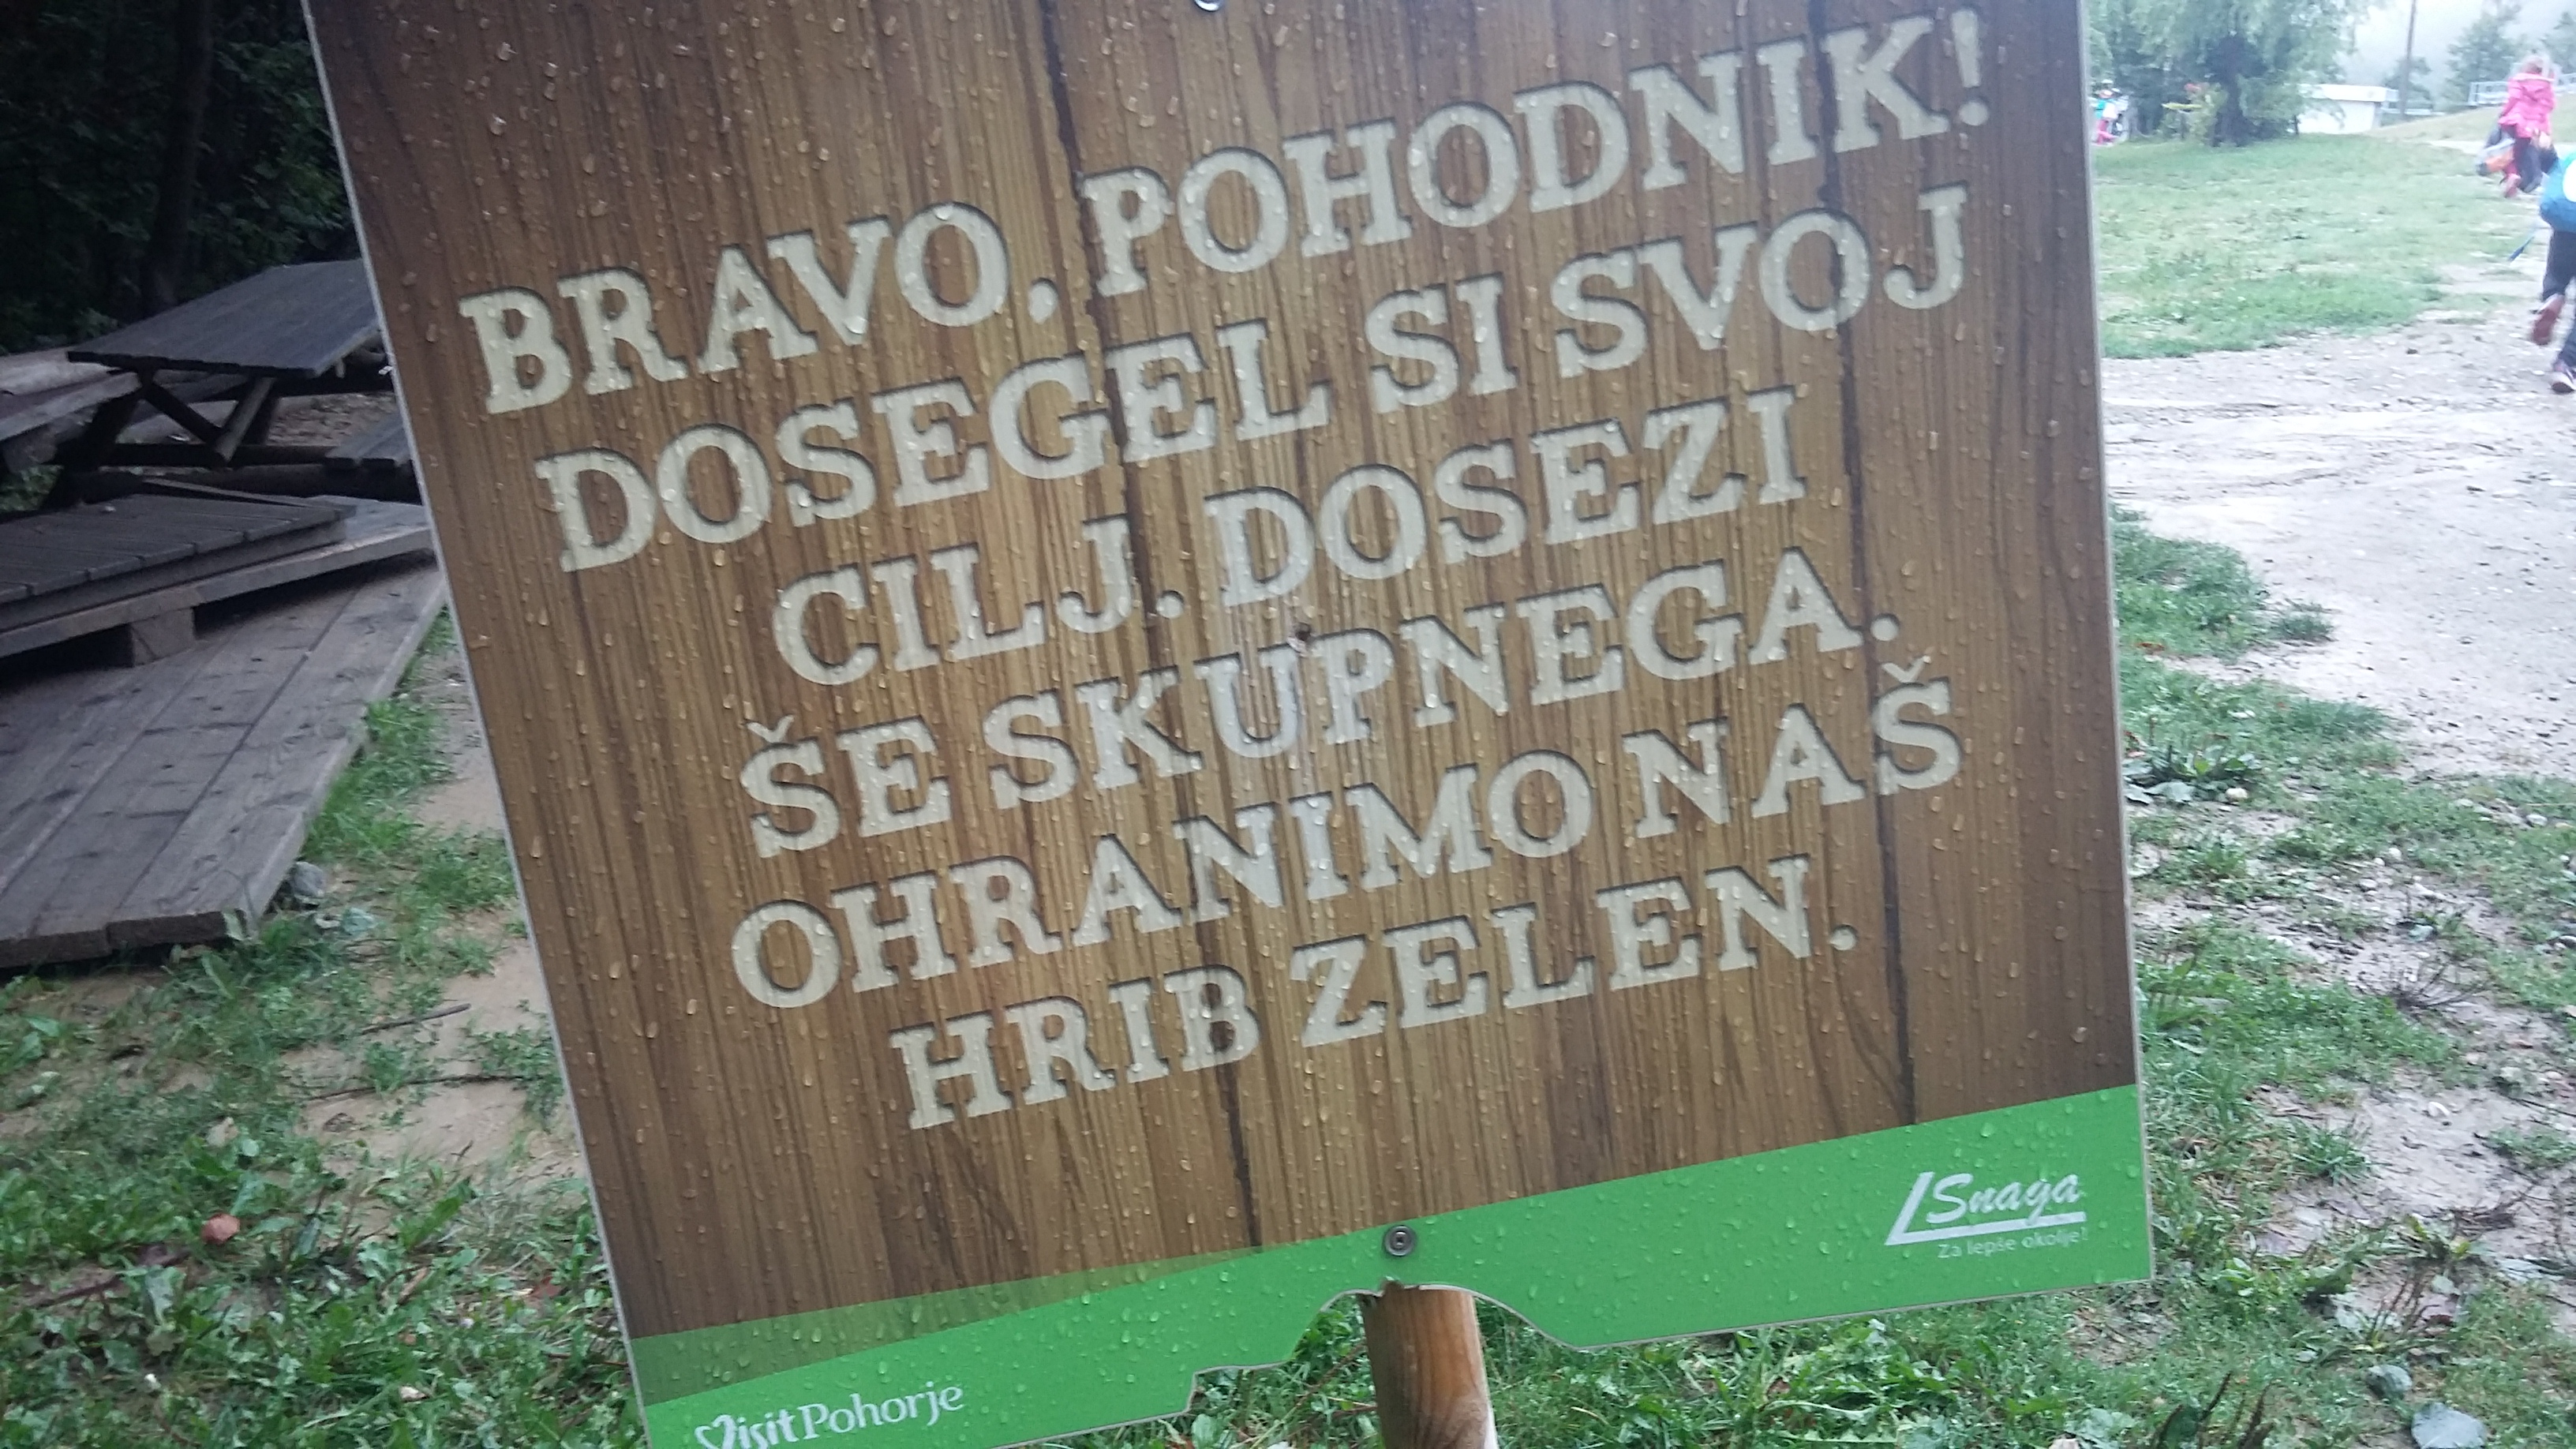 BRAVO, POHODNIK!
DOSEGEL SI SVOJ
CILJ. DOSEZI
ŠE SKUPNEGA.
OHRANIMO NAŠ
HRIB ZELEN.
Snaga
Za lepše okolje!
VisitPohorje